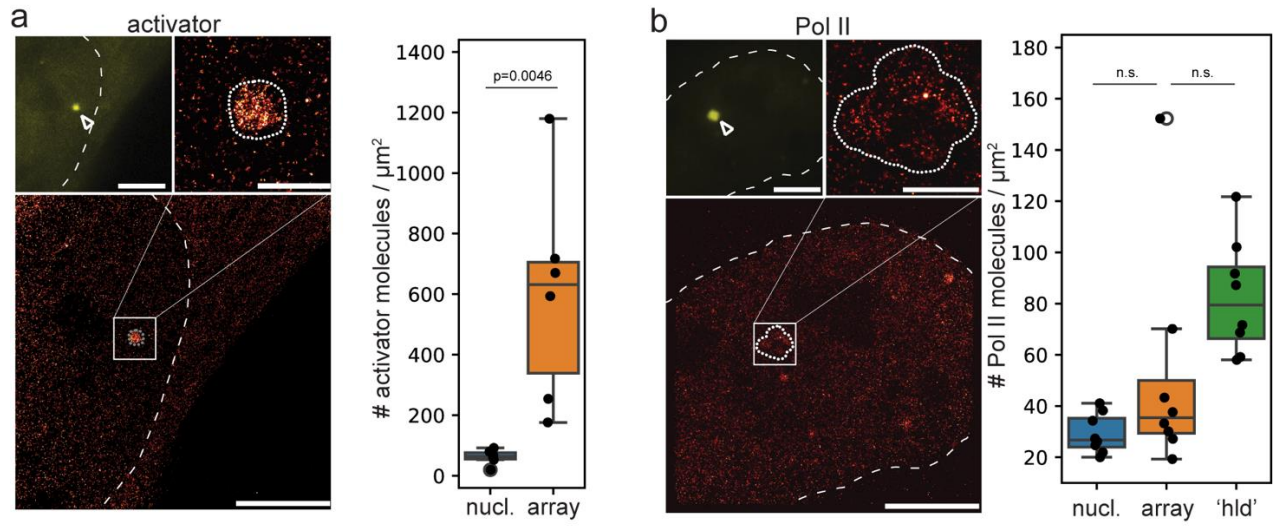 a
activator
# activator molecules / µm²
1400
1200
1000
800
600
400
200
0
p=0.0046
nucl.
array
b
Pol II
# Pol II molecules / µm²
180
160
140
120
100
80
60
40
20
n.s.
n.s.
nucl.
array
‘hld’